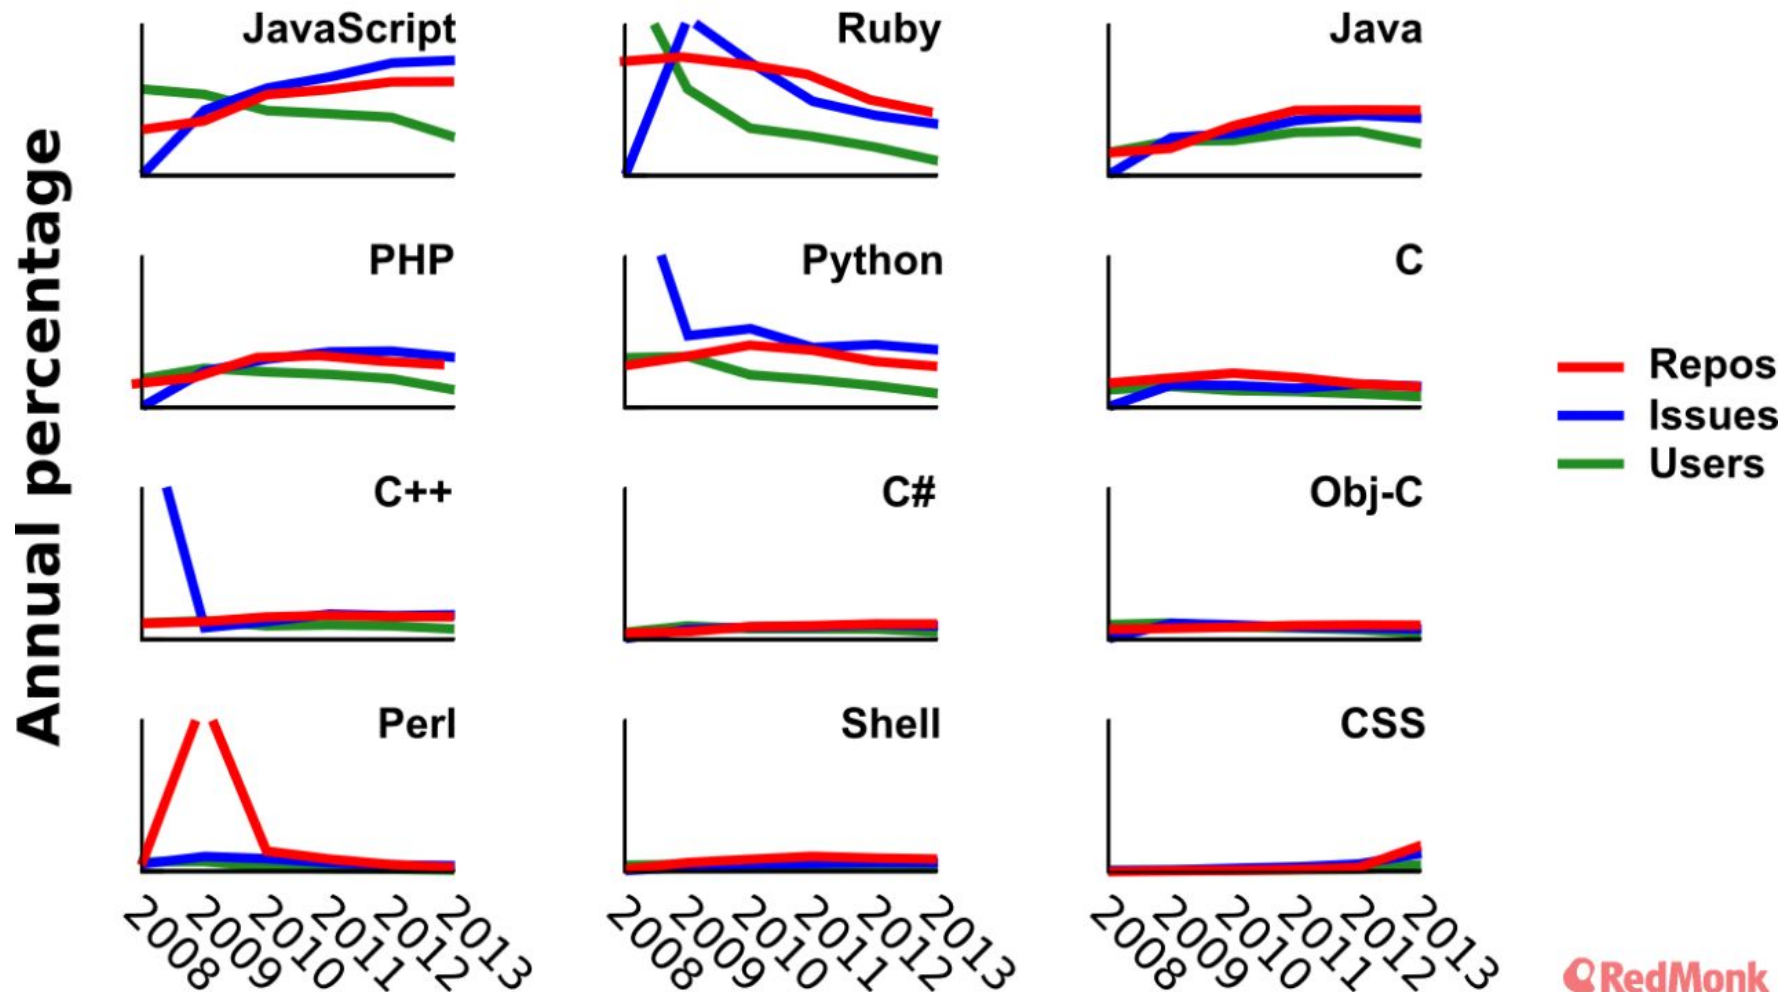 Annual percentage
JavaScript
Ruby
Java
PHP
Python
C
C++
C#
Obj-C
Perl
Shell
CSS
Repos
Issues
Users
2008 2009 2010 2011 2012 2013
2008 2009 2010 2011 2012 2013
2008 2009 2010 2011 2012 2013
RedMonk